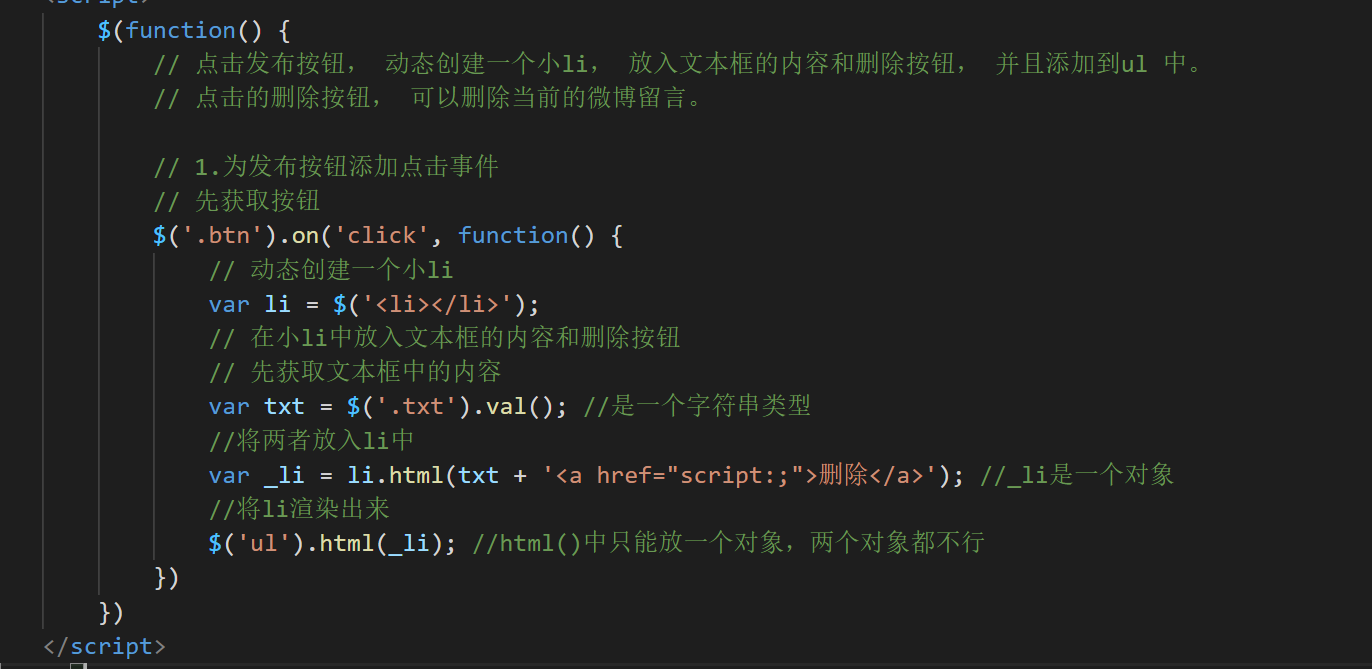 <script>
$(function() {
// 点击发布按钮， 动态创建一个小li， 放入文本框的内容和删除按钮， 并且添加到ul 中。
// 点击的删除按钮， 可以删除当前的微博留言。
// 1.为发布按钮添加点击事件
// 先获取按钮
$('.btn').on('click', function() {
// 动态创建一个小li
var li = $('<li></li>');
// 在小li中放入文本框的内容和删除按钮
// 先获取文本框中的内容
var txt = $('.txt').val(); //是一个字符串类型
//将两者放入li中
var _li = li.html(txt + '<a href="script:;">删除</a>'); //_li是一个对象
//将li渲染出来
$('ul').html(_li); //html()中只能放一个对象，两个对象都不行
})
})
</script>